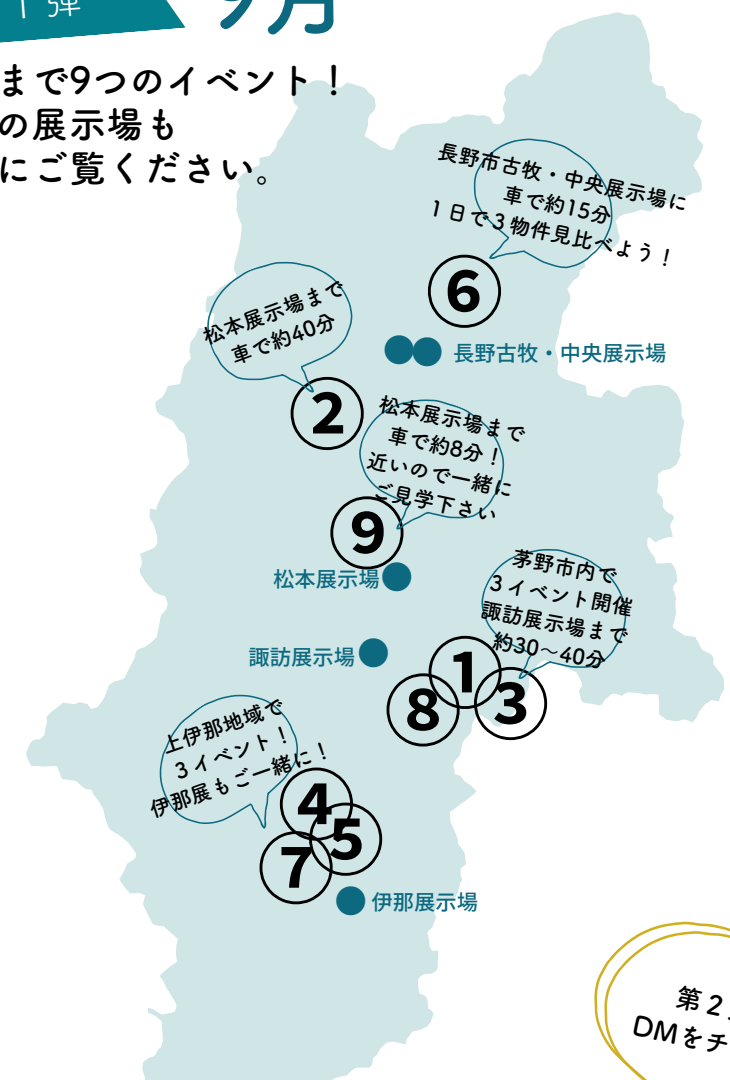 弾
9月
まで9つのイベント！
の展示場も
にご覧ください。
長野市古牧・中央展示場に
車で約15分
１日で３物件見比べよう！
6
長野古牧・中央展示場
松本展示場まで
車で約40分
2
松本展示場まで
車で約8分！
近いので一緒に
ご見学下さい
9
松本展示場
茅野市内で
３イベント開催
諏訪展示場まで
約30〜40分
諏訪展示場
1
8
3
上伊那地域で
３イベント！
伊那展もご一緒に！
4
5
7
伊那展示場
第２
DMをチ